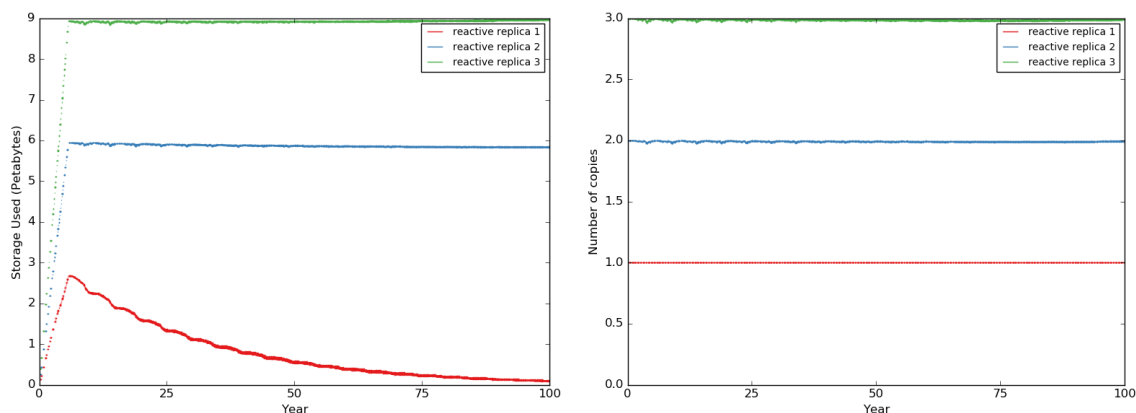 9
8
7
6
5
4
3
2
1
0
Storage Used (Petabytes)
0
25
50
75
100
Year
reactive replica 1
reactive replica 2
reactive replica 3
3.0
2.5
2.0
1.5
1.0
0.5
0.0
Number of copies
0
25
50
75
100
Year
reactive replica 1
reactive replica 2
reactive replica 3